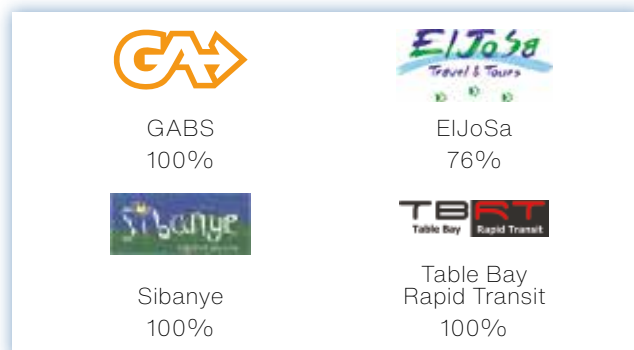 GA
ElJoSa
Travel & Tours
GABS
ElJoSa
100%
76%
Sibanye
TBRT
Table Bay Rapid Transit
Sibanye
Table Bay
Rapid Transit
100%
100%